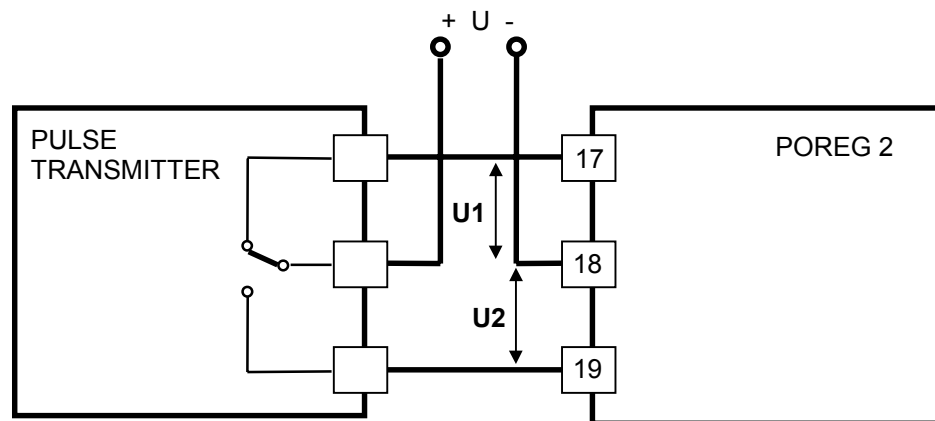 + U -
PULSE
TRANSMITTER
POREG 2
17
U1
18
U2
19